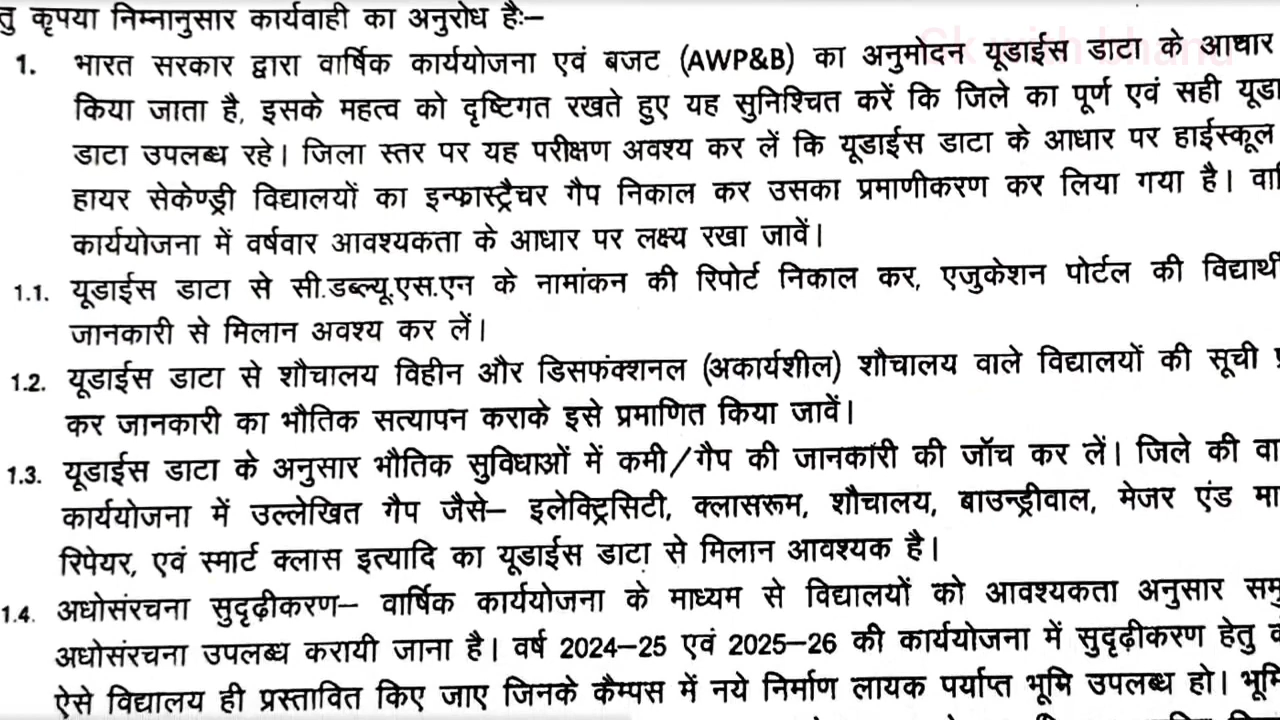 तु कृपया निम्नानुसार कार्यवाही का अनुरोध हैः–
1. भारत सरकार द्वारा वार्षिक कार्ययोजना एवं बजट (AWP&B) का अनुमोदन यूडाईस डाटा के आधार
किया जाता है, इसके महत्व को दृष्टिगत रखते हुए यह सुनिश्चित करें कि जिले का पूर्ण एवं सही यूडा
डाटा उपलब्ध रहे। जिला स्तर पर यह परीक्षण अवश्य कर लें कि यूडाईस डाटा के आधार पर हाईस्कूल
हायर सेकेण्ड्री विद्यालयों का इन्फ्रास्ट्रैचर गैप निकाल कर उसका प्रमाणीकरण कर लिया गया है। वा
कार्ययोजना में वर्षवार आवश्यकता के आधार पर लक्ष्य रखा जावें।
1.1. यूडाईस डाटा से सी.डब्ल्यू.एस.एन के नामांकन की रिपोर्ट निकाल कर, एजुकेशन पोर्टल की विद्यार्थी
जानकारी से मिलान अवश्य कर लें।
1.2. यूडाईस डाटा से शौचालय विहीन और डिसफंक्शनल (अकार्यशील) शौचालय वाले विद्यालयों की सूची
कर जानकारी का भौतिक सत्यापन कराके इसे प्रमाणित किया जावें।
1.3. यूडाईस डाटा के अनुसार भौतिक सुविधाओं में कमी/गैप की जानकारी की जॉच कर लें। जिले की वा
कार्ययोजना में उल्लेखित गैप जैसे– इलेक्ट्रिसिटी, क्लासरूम, शौचालय, बाउन्ड्रीवाल, मेजर एंड मा
रिपेयर, एवं स्मार्ट क्लास इत्यादि का यूडाईस डाटा से मिलान आवश्यक है।
1.4. अधोसंरचना सुदृढ़ीकरण– वार्षिक कार्ययोजना के माध्यम से विद्यालयों को आवश्यकता अनुसार समु
अधोसंरचना उपलब्ध करायी जाना है। वर्ष 2024–25 एवं 2025–26 की कार्ययोजना में सुदृढ़ीकरण हेतु
ऐसे विद्यालय ही प्रस्तावित किए जाए जिनके कैम्पस में नये निर्माण लायक पर्याप्त भूमि उपलब्ध हो। भूमि